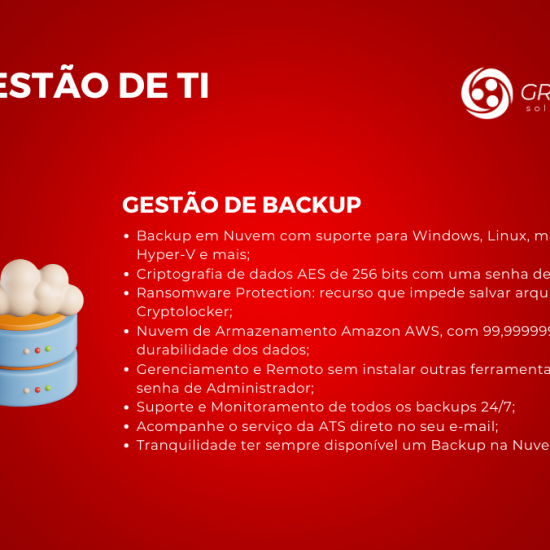 ESTÃO DE TI
GR
sol
GESTÃO DE BACKUP
• Backup em Nuvem com suporte para Windows, Linux, m
Hyper-V e mais;
• Criptografia de dados AES de 256 bits com uma senha de
• Ransomware Protection: recurso que impede salvar arqu
Cryptolocker;
• Nuvem de Armazenamento Amazon AWS, com 99,999999
durabilidade dos dados;
• Gerenciamento e Remoto sem instalar outras ferramenta
senha de Administrador;
• Suporte e Monitoramento de todos os backups 24/7;
• Acompanhe o serviço da ATS direto no seu e-mail;
• Tranquilidade ter sempre disponível um Backup na Nuve